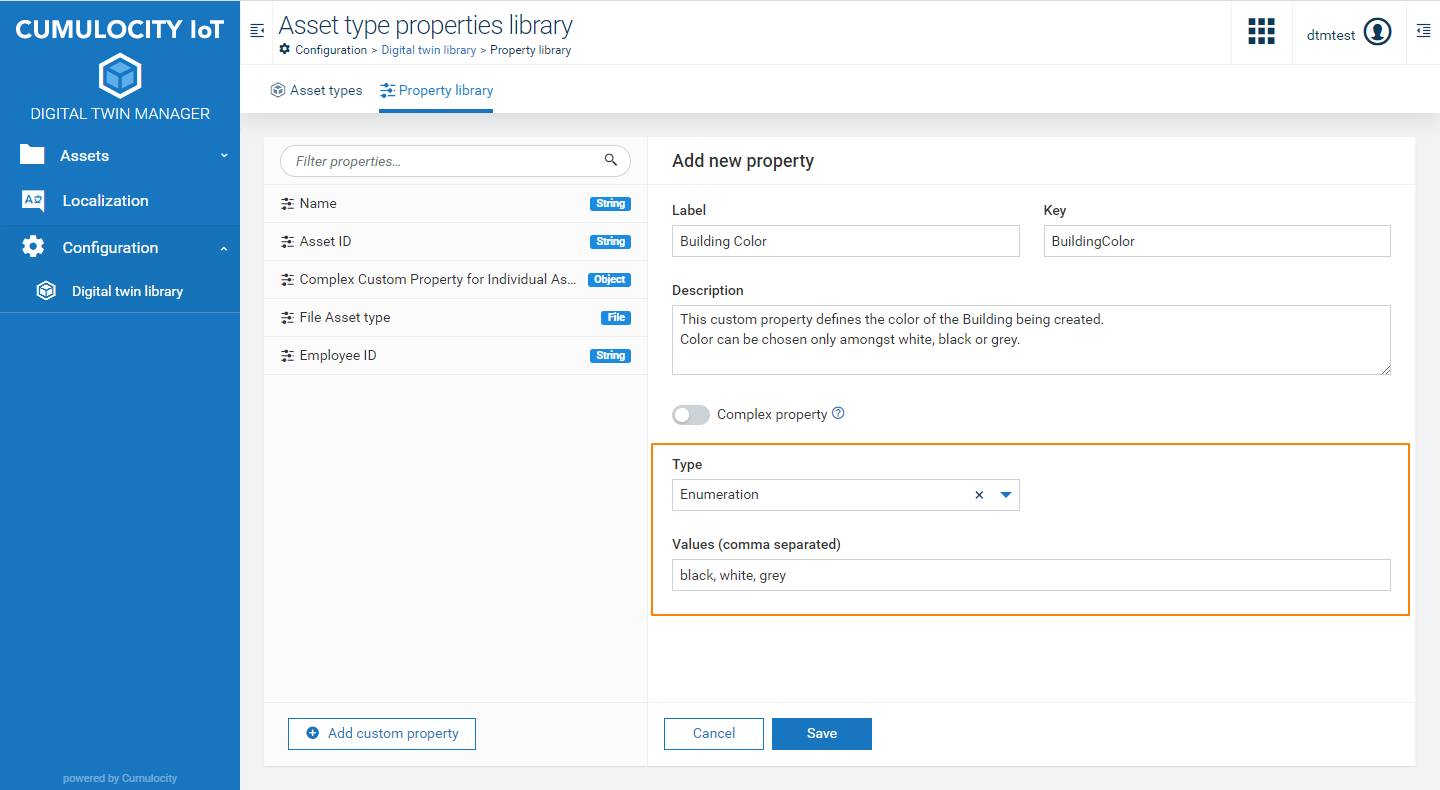 CUMULOCITY IoT
DIGITAL TWIN MANAGER
Assets
Localization
Configuration
Digital twin library
powered by Cumulocity
Asset type properties library
Configuration > Digital twin library > Property library
dtmtest
Asset types
Property library
Filter properties...
Name String
Asset ID String
Complex Custom Property for Individual As... Object
File Asset type File
Employee ID String
Add custom property
Add new property
Label
Building Color
Key
BuildingColor
Description
This custom property defines the color of the Building being created.
Color can be chosen only amongst white, black or grey.
Complex property
Type
Enumeration
Values (comma separated)
black, white, grey
Cancel
Save